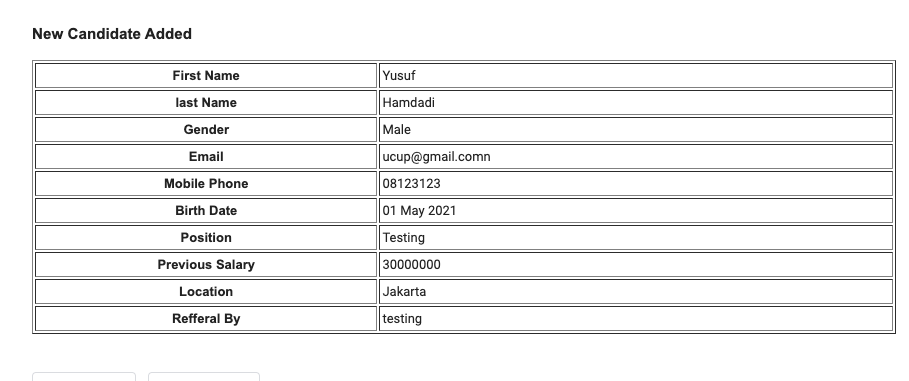 New Candidate Added
First Name Yusuf
last Name Hamdadi
Gender Male
Email ucup@gmail.comn
Mobile Phone 08123123
Birth Date 01 May 2021
Position Testing
Previous Salary 30000000
Location Jakarta
Refferal By testing